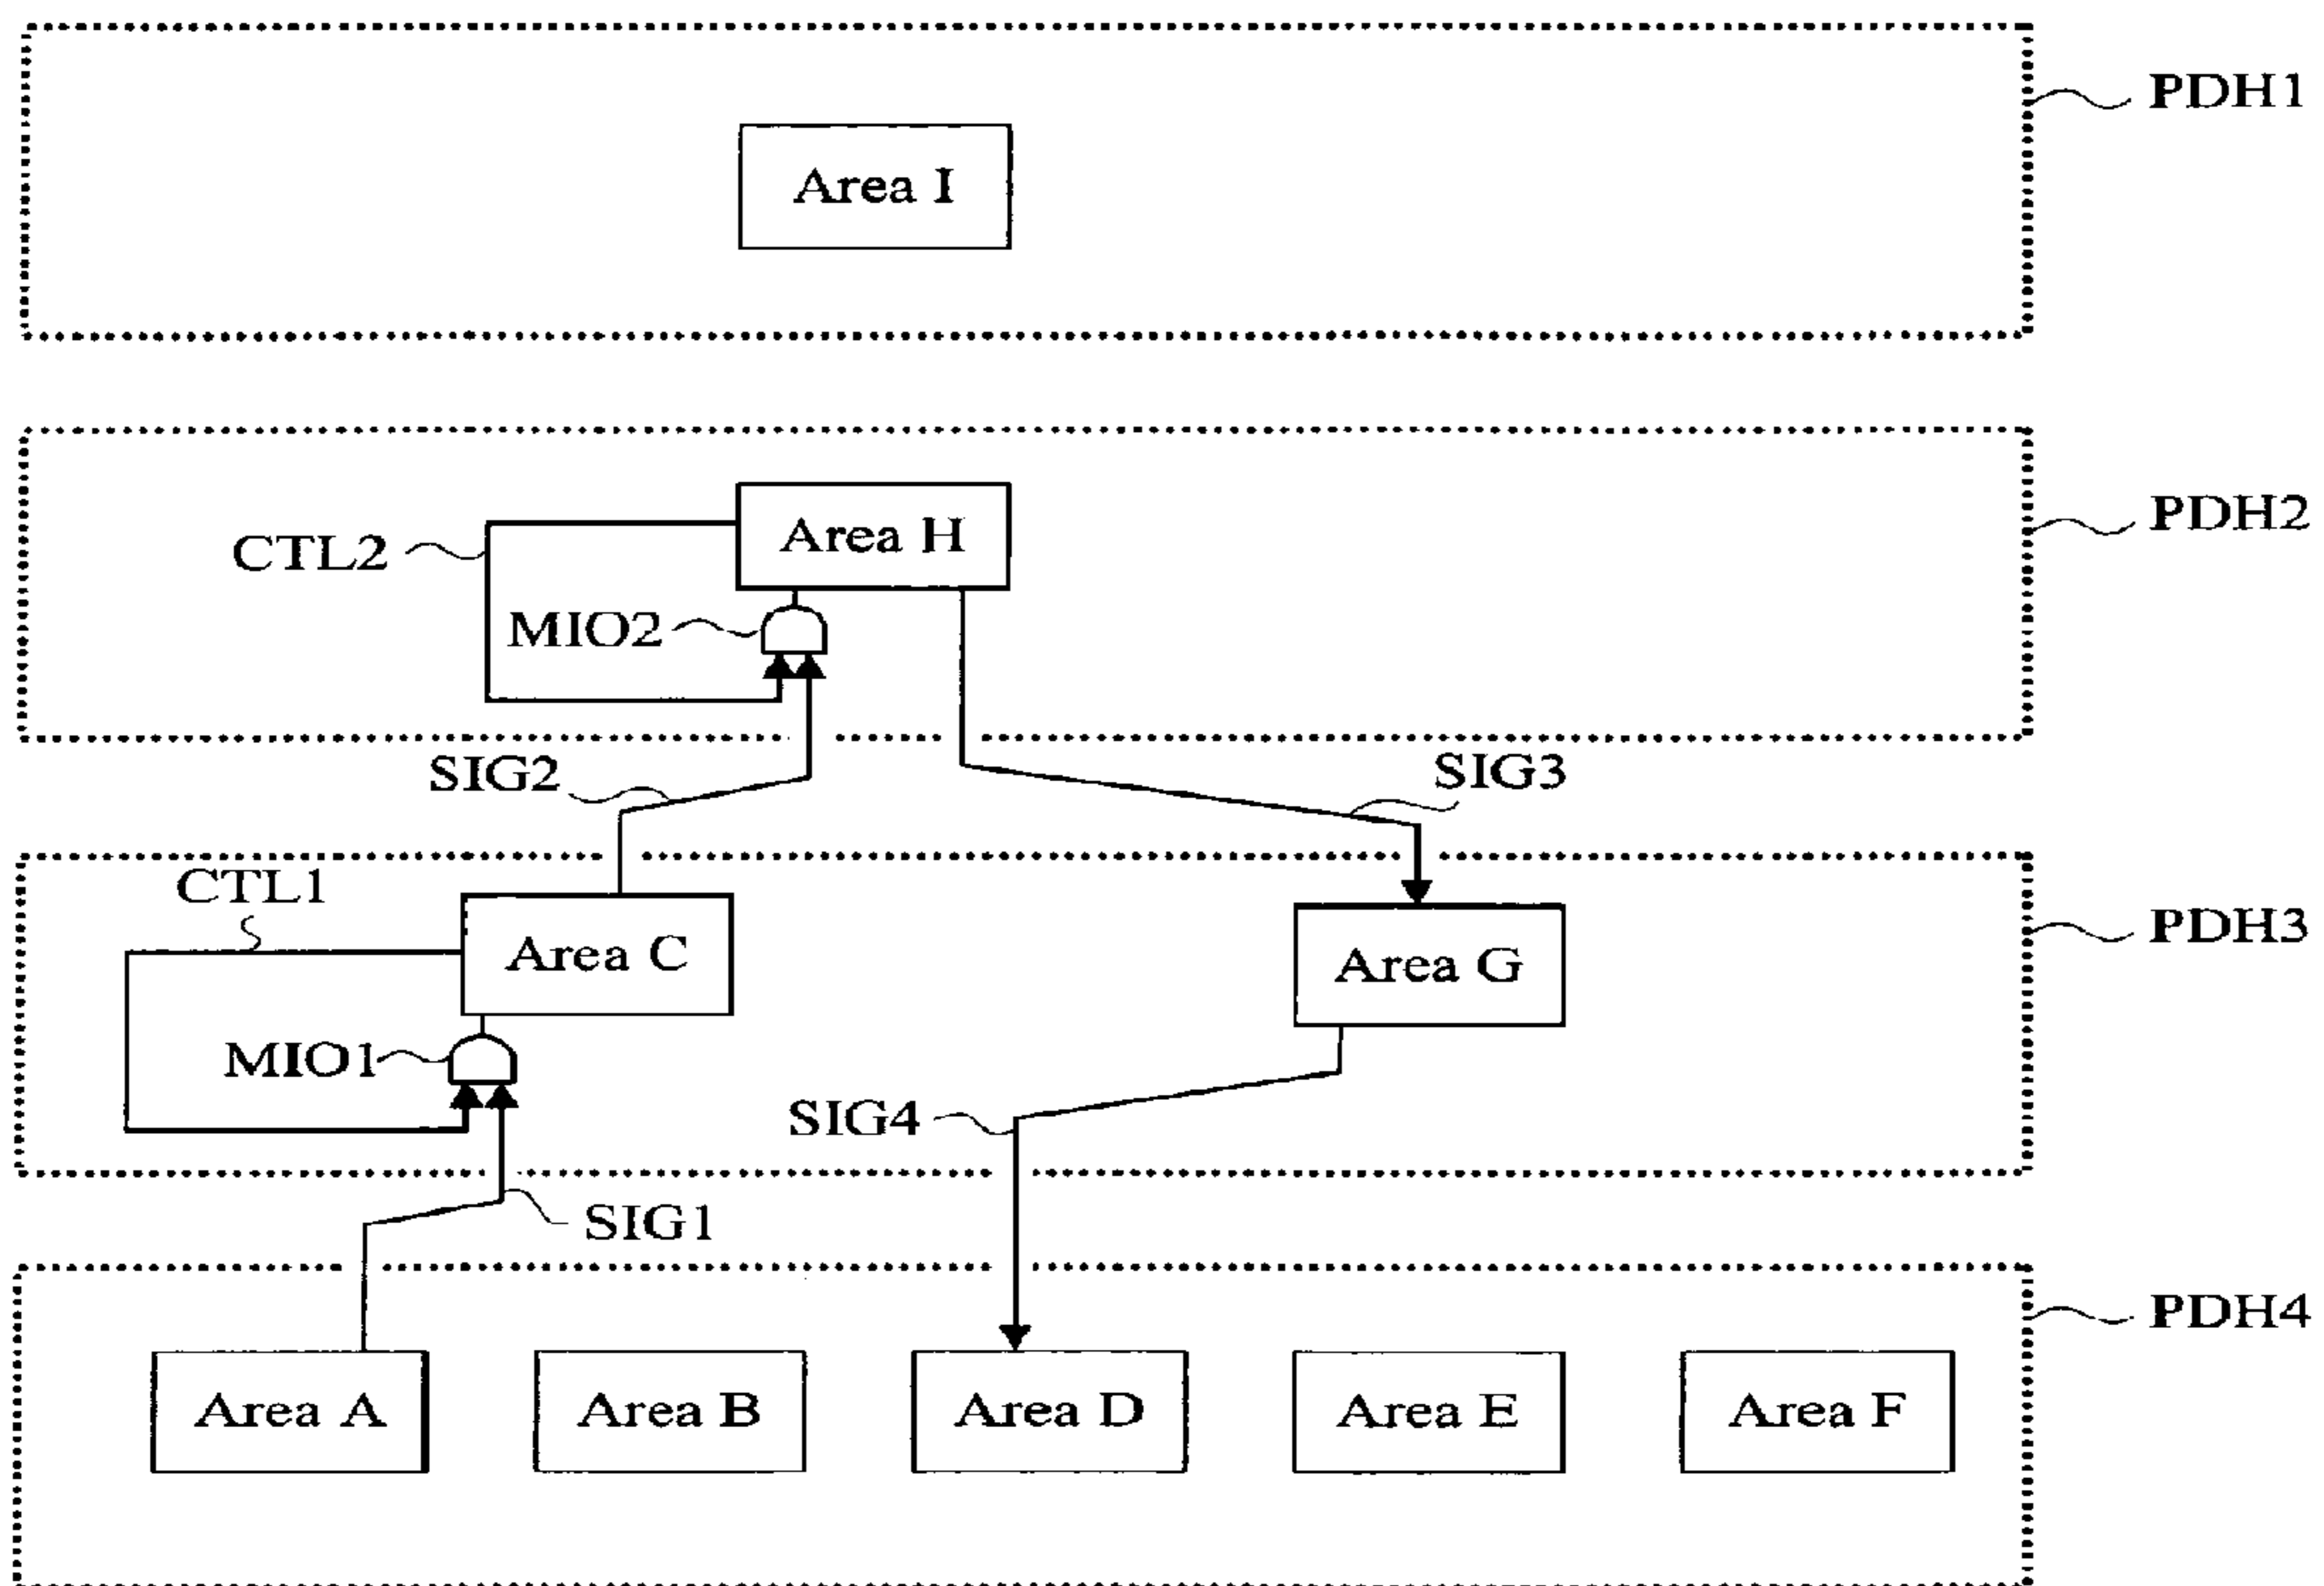 PDH1
Area I
PDH2
Area H
CTL2
MIO2
SIG2
SIG3
CTL1
PDH3
Area C
Area G
MIO1
SIG4
SIG1
PDH4
Area A
Area B
Area D
Area E
Area F